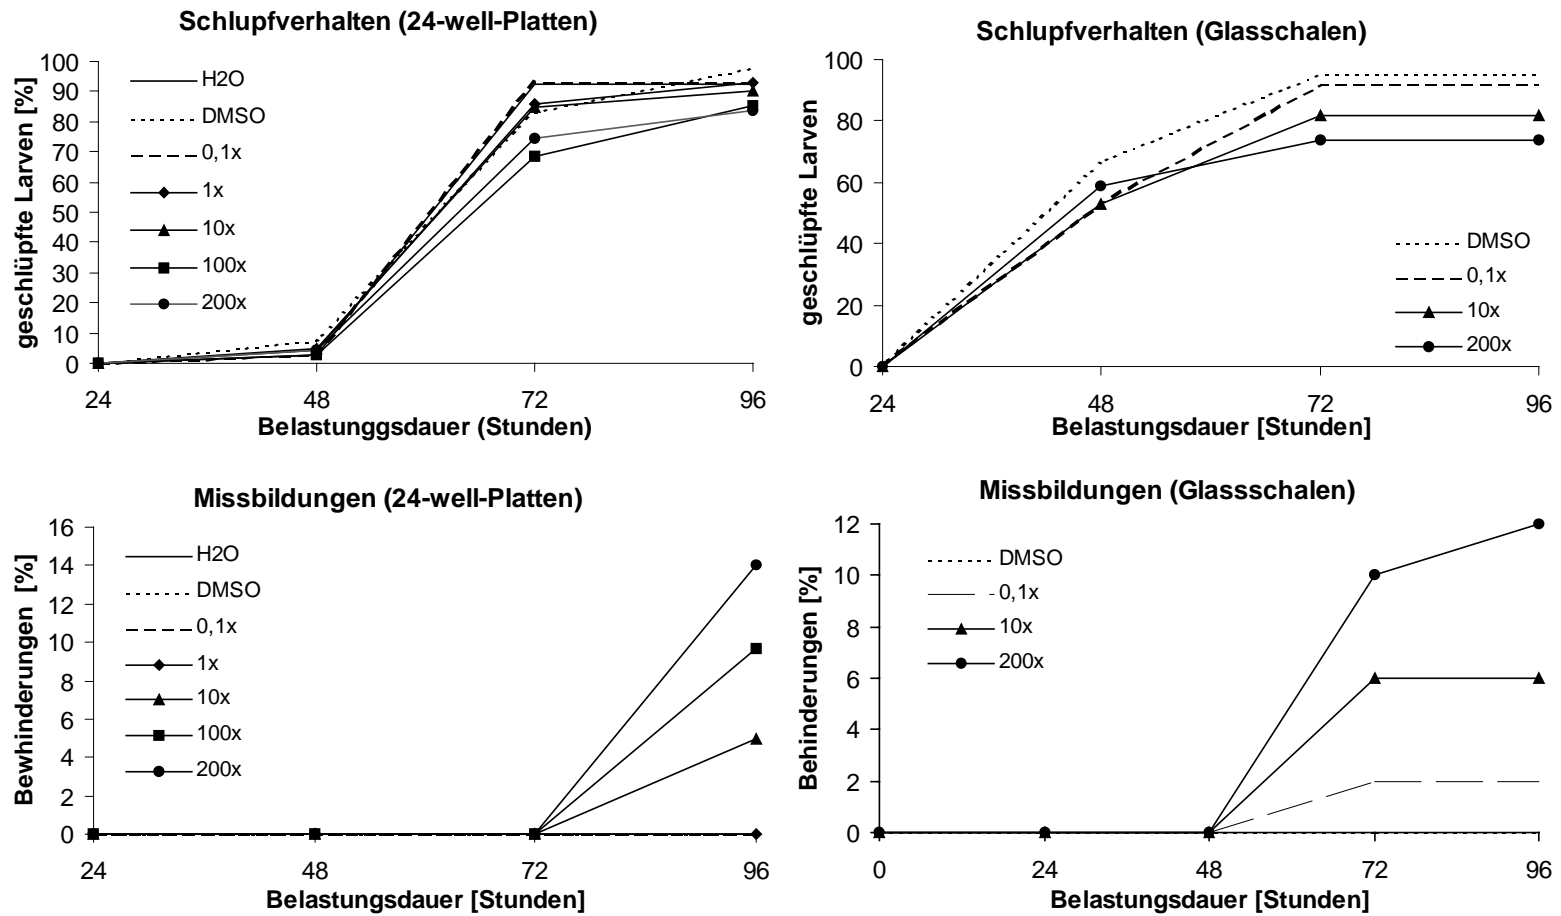 Schlupfverhalten (24-well-Platten)
geschlüpfte Larven [%]
100
90
80
70
60
50
40
30
20
10
0
H2O
DMSO
0,1x
1x
10x
100x
200x
24 48 72 96
Belastunggsdauer (Stunden)
Schlupfverhalten (Glasschalen)
geschlüpfte Larven
100
80
60
40
20
0
DMSO
0,1x
10x
200x
24 48 72 96
Belastungsdauer [Stunden]
Missbildungen (24-well-Platten)
Bewhinderungen [%]
16
14
12
10
8
6
4
2
0
H2O
DMSO
0,1x
1x
10x
100x
200x
24 48 72 96
Belastungsdauer [Stunden]
Missbildungen (Glassschalen)
Behinderungen [%]
12
10
8
6
4
2
0
DMSO
0,1x
10x
200x
0 24 48 72 96
Belastungsdauer [Stunden]